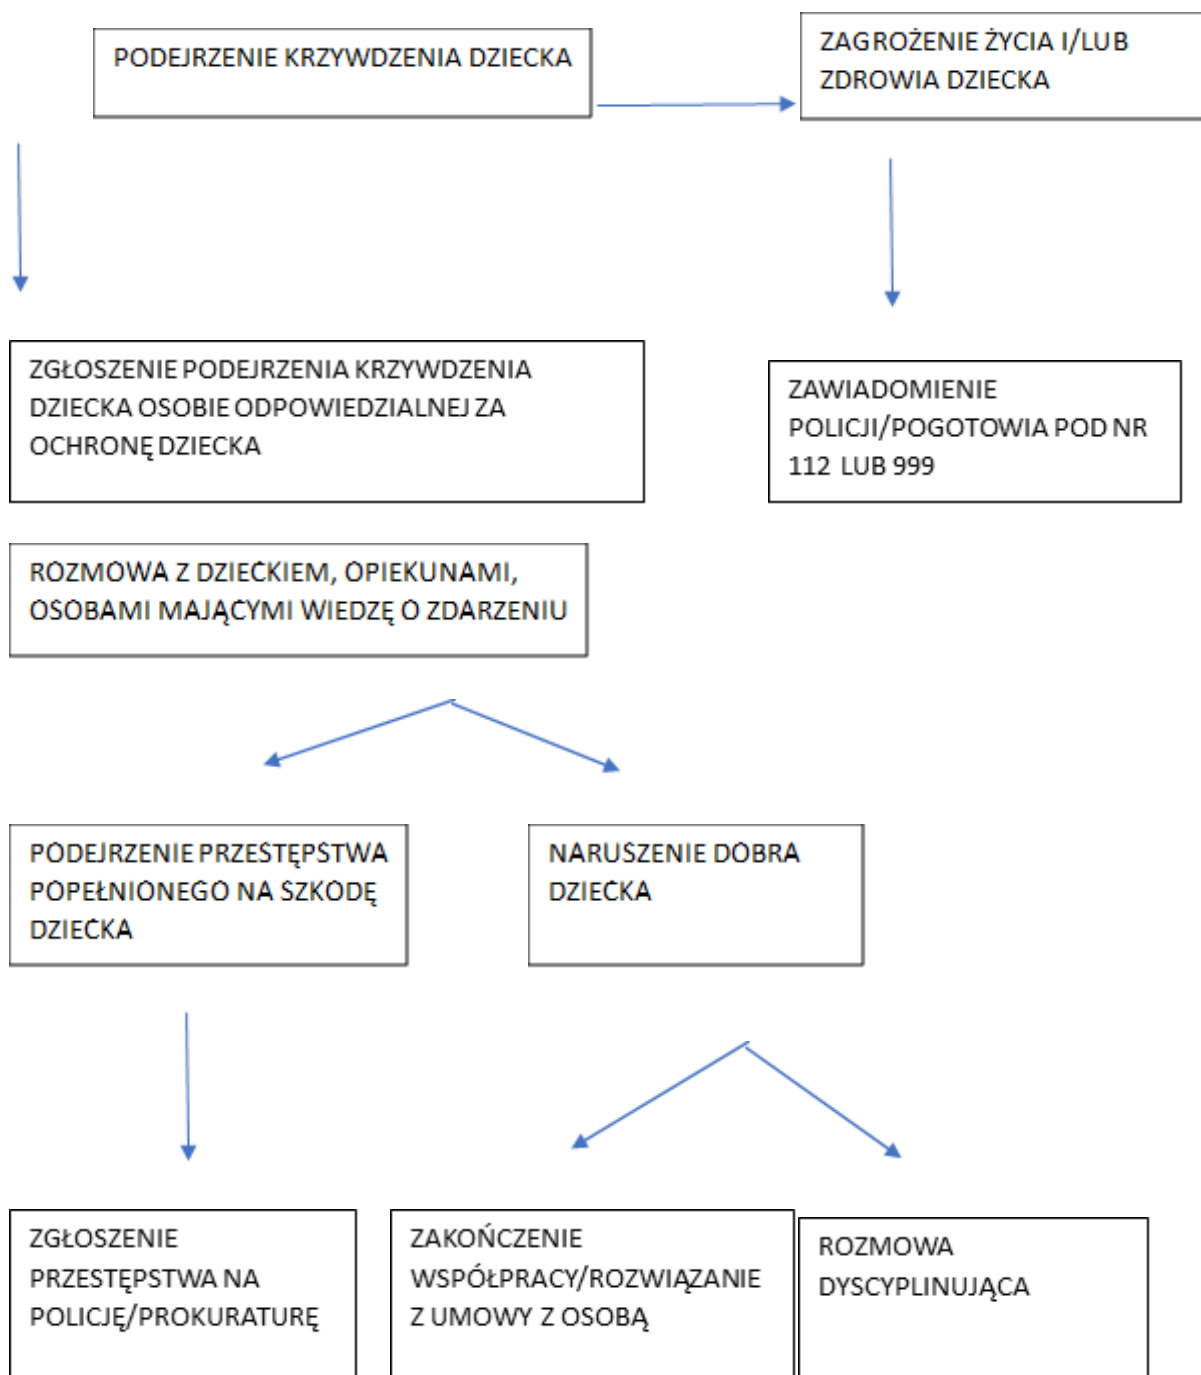 PODEJRZENIE KRZYWDZENIA DZIECKA
ZAGROŻENIE ŻYCIA I/LUB
ZDROWIA DZIECKA
ZGŁOSZENIE PODEJRZENIA KRZYWDZENIA
DZIECKA OSOBIE ODPOWIEDZIALNEJ ZA
OCHRONĘ DZIECKA
ZAWIADOMIENIE
POLICJI/POGOTOWIA POD NR
112 LUB 999
ROZMOWA Z DZIECKIEM, OPIEKUNAMI,
OSOBAMI MAJĄCYMI WIEDZĘ O ZDARZENIU
PODEJRZENIE PRZESTĘPSTWA
POPEŁNIONEGO NA SZKODĘ
DZIECKA
NARUSZENIE DOBRA
DZIECKA
ZGŁOSZENIE
PRZESTĘPSTWA NA
POLICJĘ/PROKURATURĘ
ZAKOŃCZENIE
WSPÓŁPRACY/ROZWIĄZANIE
Z UMOWY Z OSOBĄ
ROZMOWA
DYSCYPLINUJĄCA